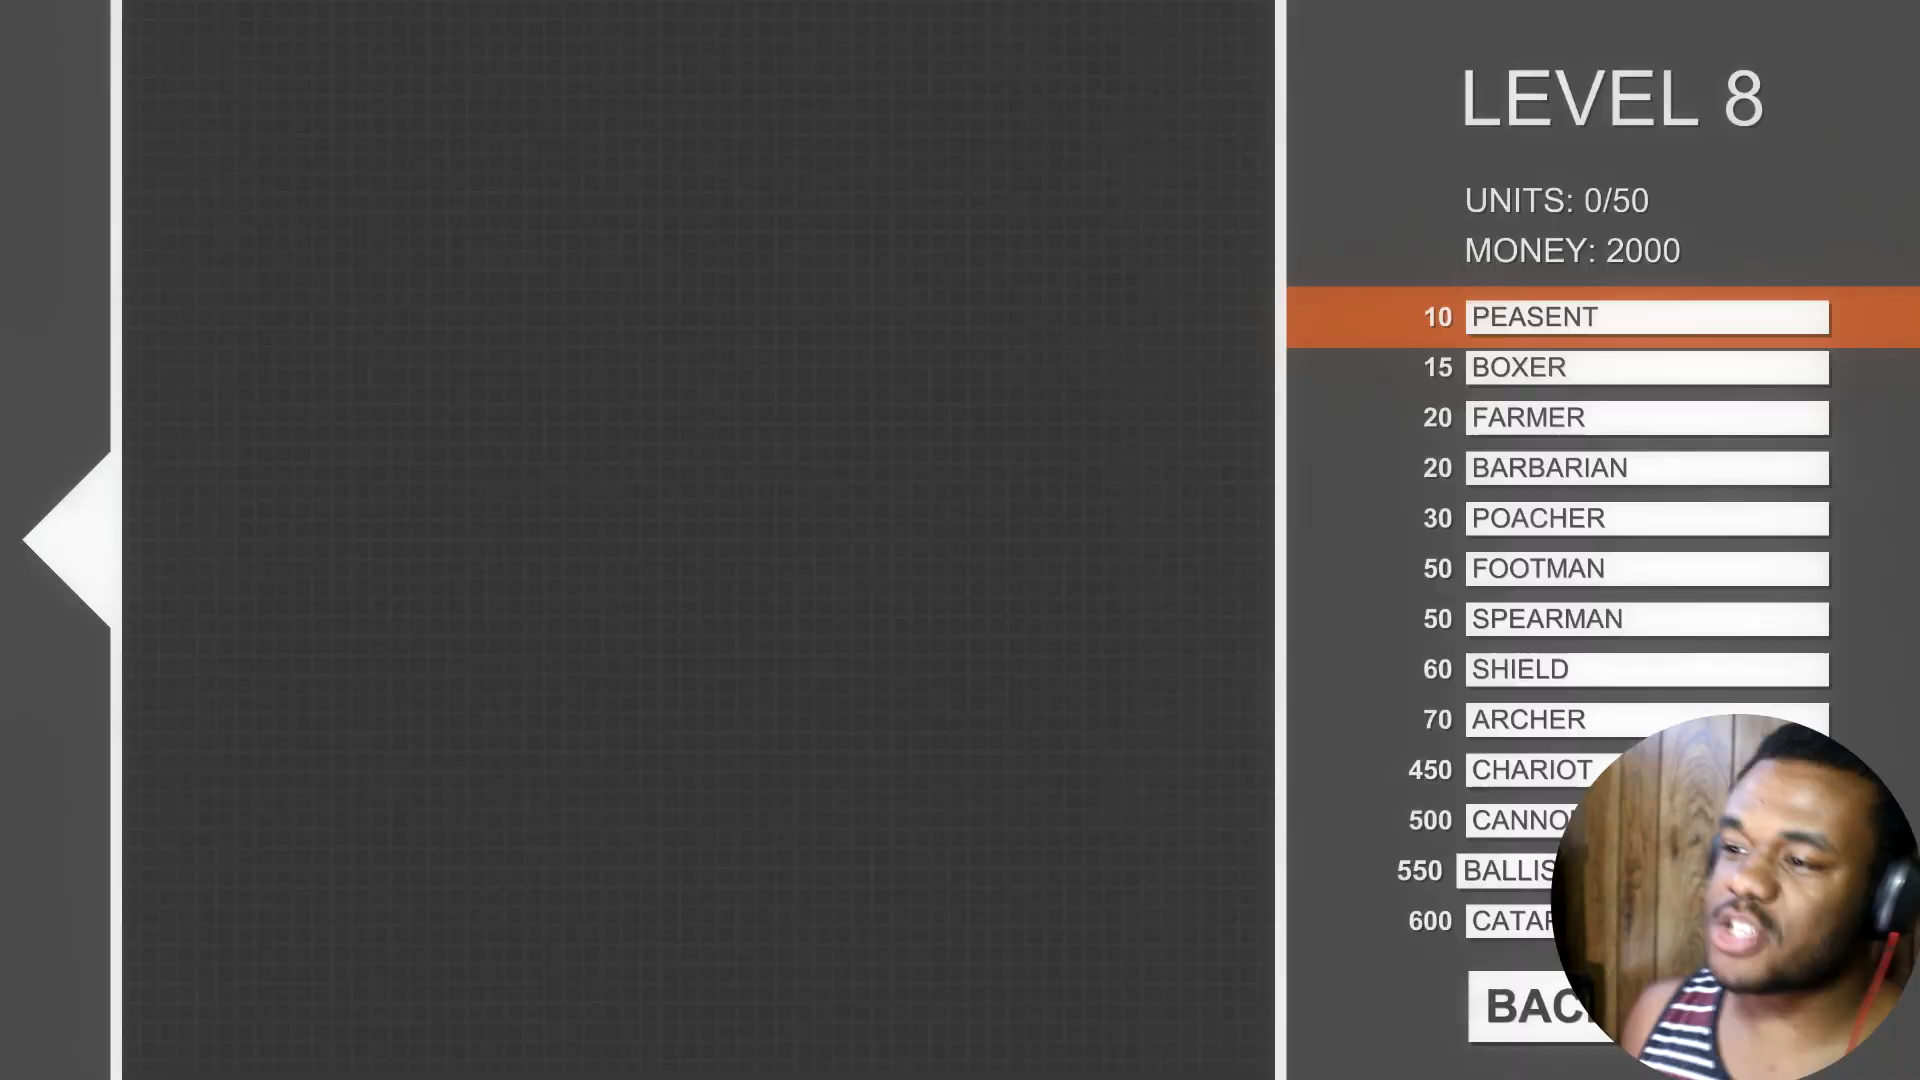 LEVEL 8
UNITS: 0/50
MONEY: 2000
10 PEASENT
15 BOXER
20 FARMER
20 BARBARIAN
30 POACHER
50 FOOTMAN
50 SPEARMAN
60 SHIELD
70 ARCHER
450 CHARIOT
500
550
600